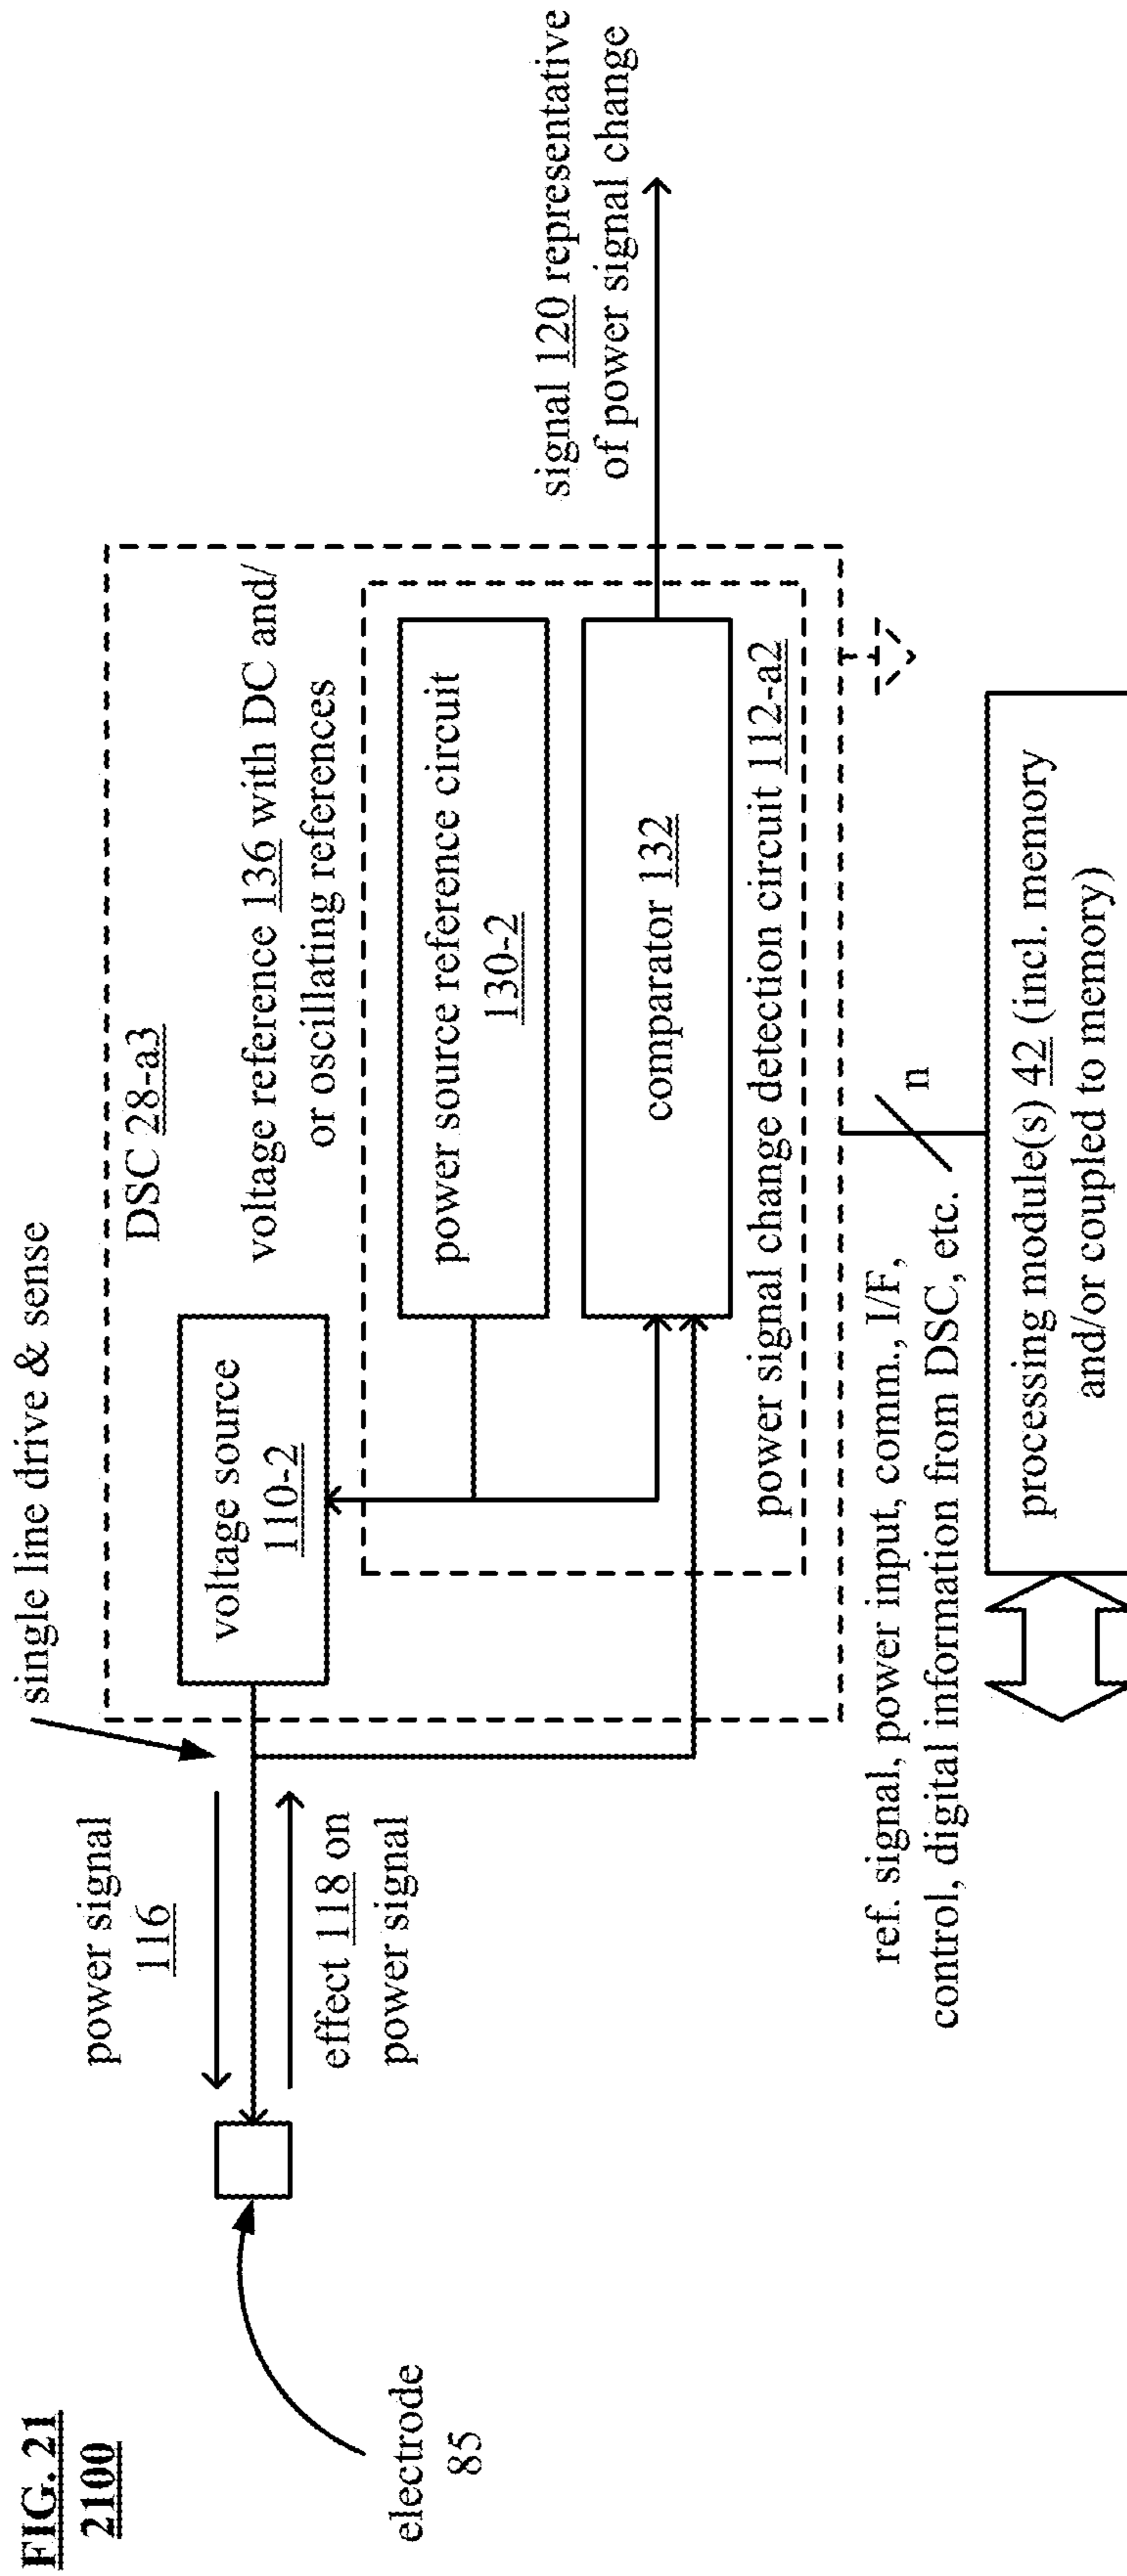 FIG. 21
2100
single line drive & sense
power signal
116
effect 118 on
power signal
electrode
85
DSC 28-a3
voltage source
110-2
voltage reference 136 with DC and/
or oscillating references
power source reference circuit
130-2
comparator 132
power signal change detection circuit 112-a2
signal 120 representative
of power signal change
ref. signal, power input, comm., I/F,
control, digital information from DSC, etc.
n
processing module(s) 42 (incl. memory
and/or coupled to memory)